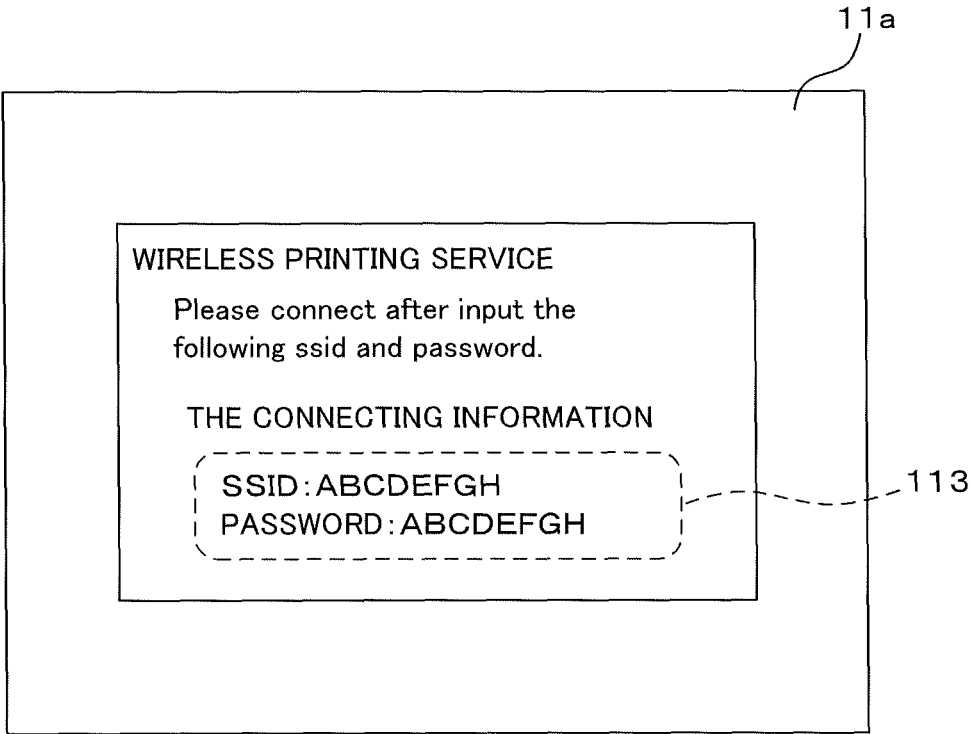 11a
WIRELESS PRINTING SERVICE
Please connect after input the
following ssid and password.
THE CONNECTING INFORMATION
SSID:ABCDEFGH
PASSWORD:ABCDEFGH
113